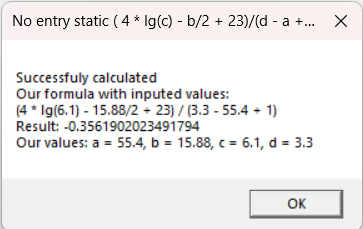 No entry static ( 4 * lg(c) - b/2 + 23)/(d - a +...
Successfuly calculated
Our formula with inputed values:
(4 * lg(6.1) - 15.88/2 + 23) / (3.3 - 55.4 + 1)
Result: -0.3561902023491794
Our values: a = 55.4, b = 15.88, c = 6.1, d = 3.3
OK